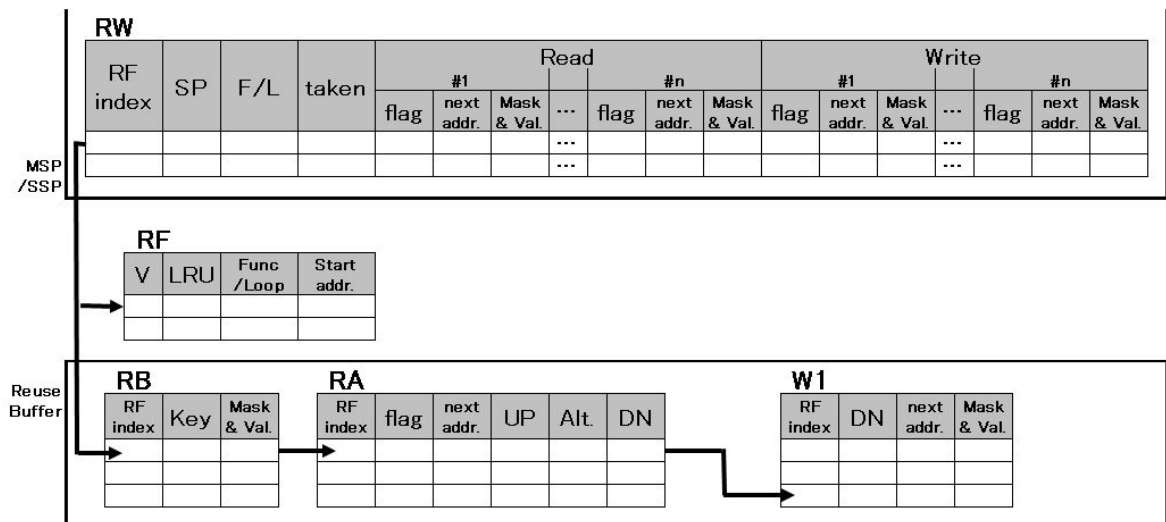 RW
RF index SP F/L taken Read Write
#1 #n #1 #n
flag next addr. Mask & Val. ... flag next addr. Mask & Val. flag next addr. Mask & Val. ... flag next addr. Mask & Val.
... ...
... ...
MSP
/SSP
RF
V LRU Func /Loop Start addr.
Reuse
Buffer
RB
RF index Key Mask & Val.
RA
RF index flag next addr. UP Alt. DN
W1
RF index DN next addr. Mask & Val.